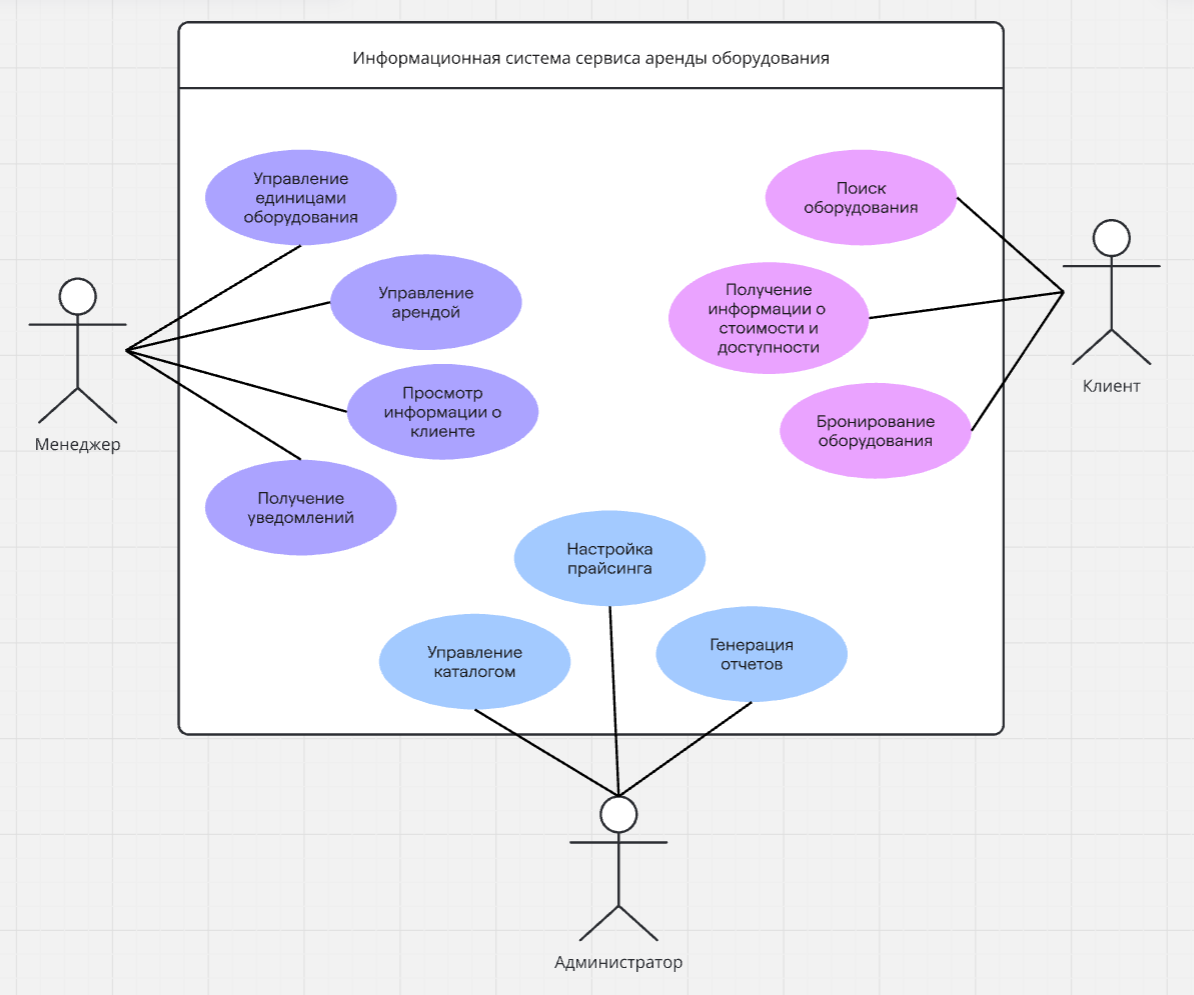 Информационная система сервиса аренды оборудования
Управление
единицами
оборудования
Управление
арендой
Просмотр
информации о
клиенте
Получение
уведомлений
Менеджер
Поиск
оборудования
Получение
информации о
стоимости и
доступности
Бронирование
оборудования
Клиент
Настройка
прайсинга
Управление
каталогом
Генерация
отчетов
Администратор